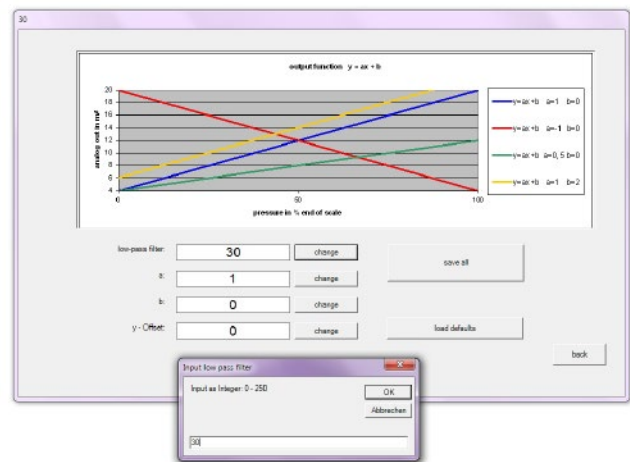 30
output function y = ax + b
analog out in mA
20
18
16
14
12
10
8
6
4
0
50
100
pressure in % end of scale
y=ax+b a=1 b=0
y=ax+b a=-1 b=0
y=ax+b a=0,5 b=0
y=ax+b a=1 b=2
low-pass filter: 30 change
a: 1 change
b: 0 change
y - Offset: 0 change
save all
load defaults
back
Input low pass filter
Input as Integer: 0 - 250
OK
Abbrechen
30